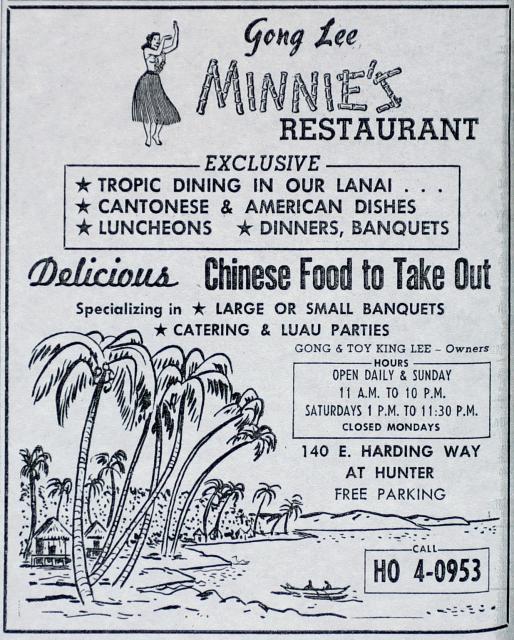 Gong Lee
MINNIE'S
RESTAURANT
EXCLUSIVE
★ TROPIC DINING IN OUR LANAI . . .
★ CANTONESE & AMERICAN DISHES
★ LUNCHEONS ★ DINNERS, BANQUETS
Delicious Chinese Food to Take Out
Specializing in ★ LARGE OR SMALL BANQUETS
★ CATERING & LUAU PARTIES
GONG & TOY KING LEE – Owners
HOURS
OPEN DAILY & SUNDAY
11 A.M. TO 10 P.M.
SATURDAYS 1 P.M. TO 11:30 P.M.
CLOSED MONDAYS
140 E. HARDING WAY
AT HUNTER
FREE PARKING
CALL
HO 4-0953